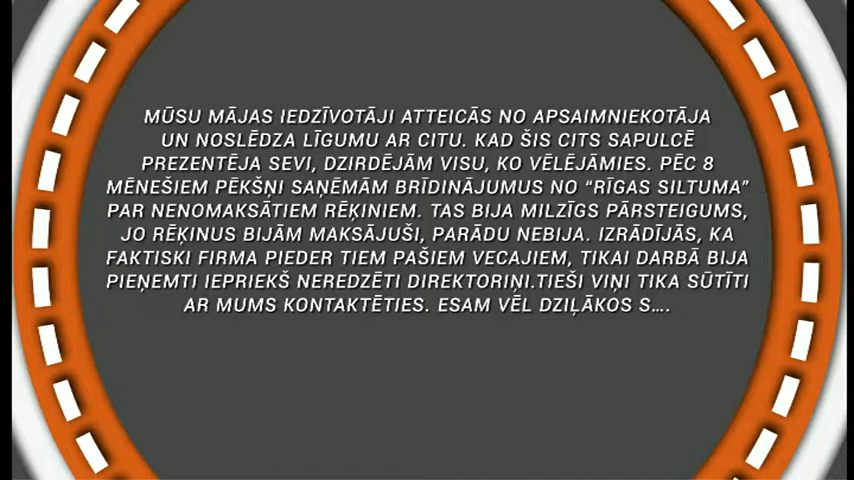 MŪSU MĀJAS IEDZĪVOTĀJI ATTEICĀS NO APSAIMNIEKOTĀJA
UN NOSLĒDZA LĪGUMU AR CITU. KAD ŠIS CITS SAPULCĒ
PREZENTĒJA SEVI, DZIRDĒJĀM VISU, KO VĒLĒJĀMIES. PĒC 8
MĒNEŠIEM PĒKŠŅI SAŅĒMĀM BRĪDINĀJUMUS NO "RĪGAS SILTUMA"
PAR NENOMAKSĀTIEM RĒĶINIEM. TAS BIJA MILZĪGS PĀRSTEIGUMS,
JO RĒĶINUS BIJĀM MAKSĀJUŠI, PARĀDU NEBIJA. IZRĀDĪJĀS, KA
FAKTISKI FIRMA PIEDER TIEM PAŠIEM VECAJIEM, TIKAI DARBĀ BIJA
PIEŅEMTI IEPRIEKŠ NEREDZĒTI DIREKTORIŅI.TIEŠI VIŅI TIKA SŪTĪTI
AR MUMS KONTAKTĒTIES. ESAM VĒL DZIĻĀKOS S....